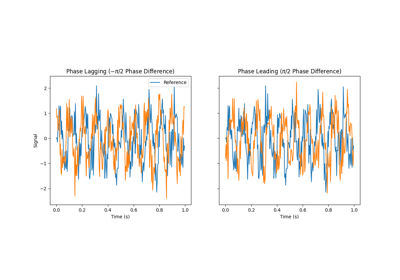 Phase Lagging (−π/2 Phase Difference)
Reference
2
1
0
−1
−2
Signal
0.0 0.2 0.4 0.6 0.8 1.0
Time (s)
Phase Leading (π/2 Phase Difference)
0.0 0.2 0.4 0.6 0.8 1.0
Time (s)